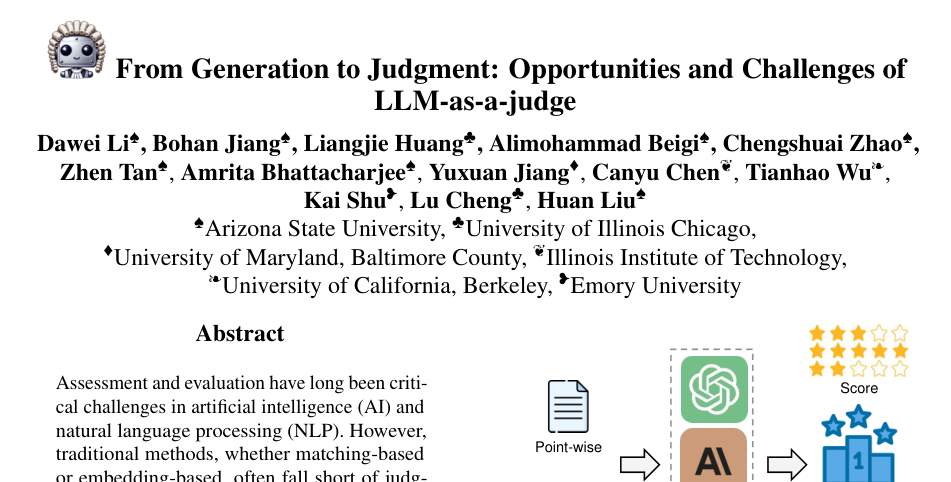 From Generation to Judgment: Opportunities and Challenges of
LLM-as-a-judge
Dawei Li♠, Bohan Jiang♠, Liangjie Huang♣, Alimohammad Beigi♠, Chengshuai Zhao♠,
Zhen Tan♠, Amrita Bhattacharjee♠, Yuxuan Jiang♦, Canyu Chen❦, Tianhao Wu❧,
Kai Shu❥, Lu Cheng♣, Huan Liu♠
♠Arizona State University, ♣University of Illinois Chicago,
♦University of Maryland, Baltimore County, ❦Illinois Institute of Technology,
❧University of California, Berkeley, ❥Emory University
Abstract
Assessment and evaluation have long been criti-
cal challenges in artificial intelligence (AI) and
natural language processing (NLP). However,
traditional methods, whether matching-based
or embedding-based, often fall short of judg-
Point-wise
AI
Score
1